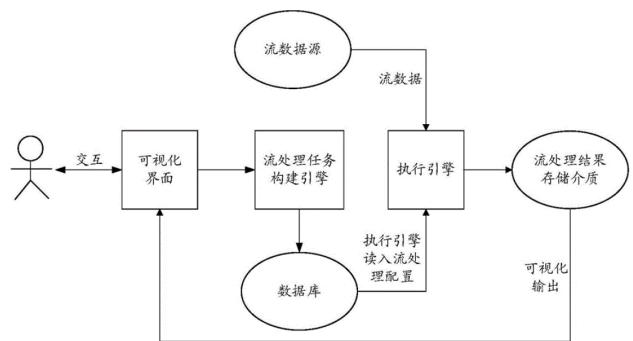 流数据源
流数据
交互
可视化
界面
流处理任务
构建引擎
执行引擎
流处理结果
存储介质
执行引擎
读入流处
理配置
数据库
可视化
输出